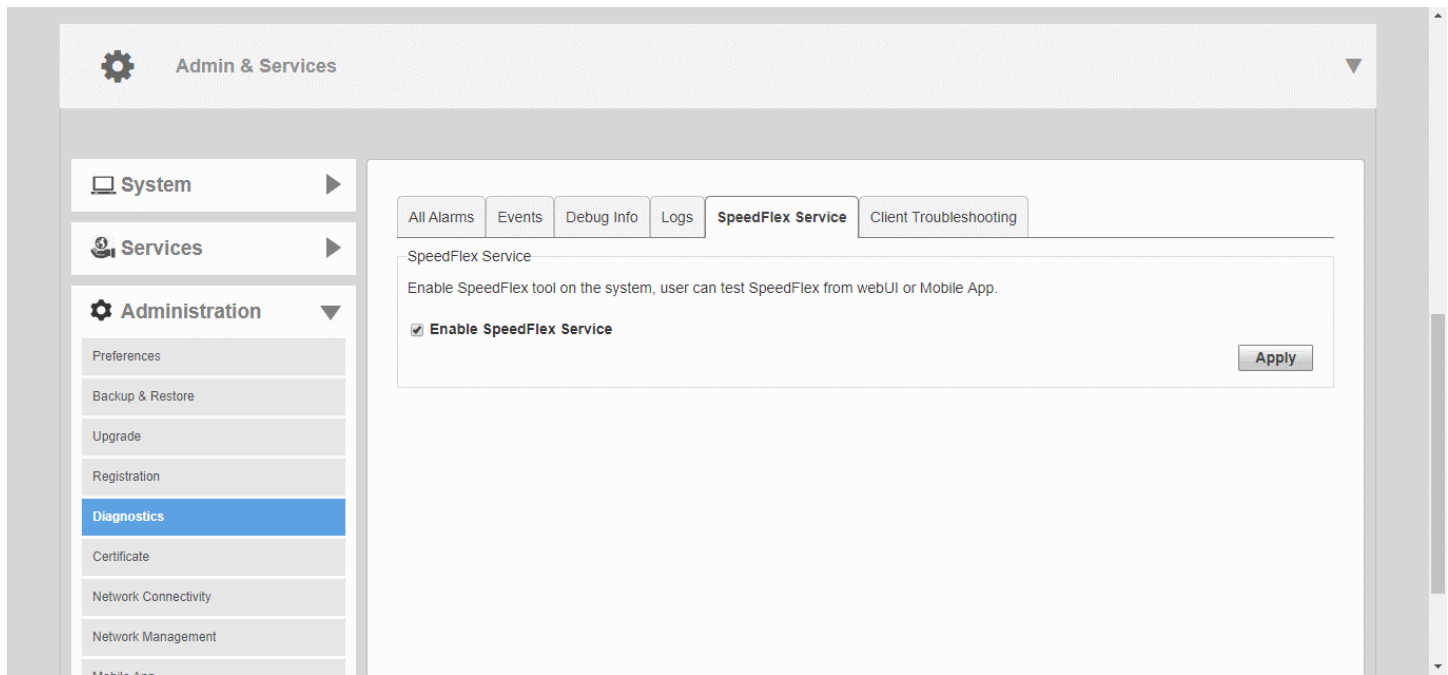 Admin & Services
System
Services
Administration
Preferences
Backup & Restore
Upgrade
Registration
Diagnostics
Certificate
Network Connectivity
Network Management
Mobile App
All Alarms Events Debug Info Logs SpeedFlex Service Client Troubleshooting
SpeedFlex Service
Enable SpeedFlex tool on the system, user can test SpeedFlex from webUI or Mobile App.
Enable SpeedFlex Service
Apply